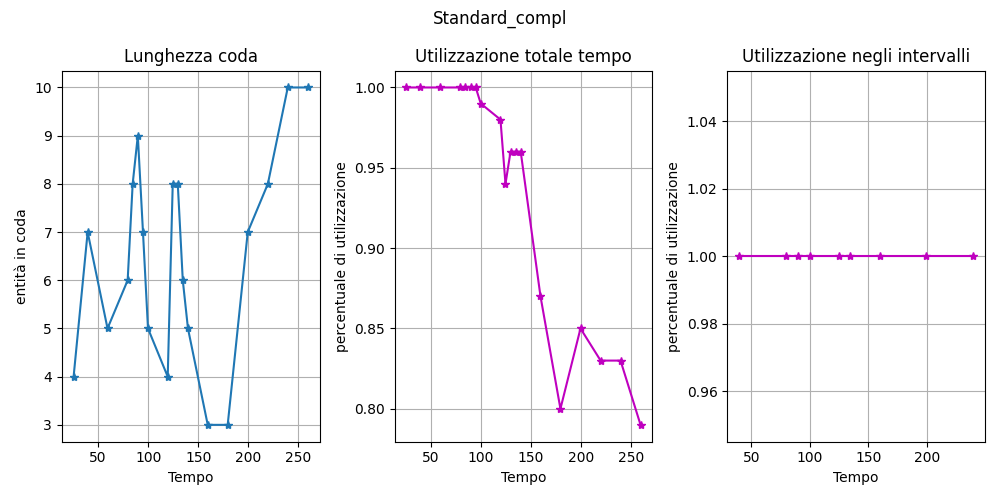 Standard_compl
Lunghezza coda
10
9
8
7
6
5
4
3
entità in coda
50 100 150 200 250
Tempo
Utilizzazione totale tempo
1.00
0.95
0.90
0.85
0.80
percentuale di utilizzazione
50 100 150 200 250
Tempo
Utilizzazione negli intervalli
1.04
1.02
1.00
0.98
0.96
percentuale di utilizzazione
50 100 150 200
Tempo